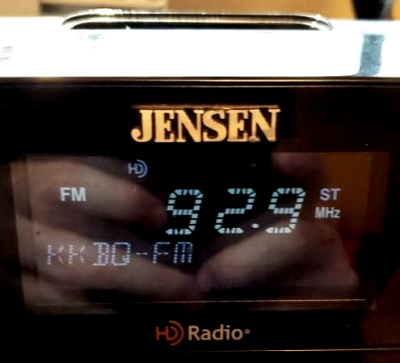 JENSEN
HD
FM 92.9 ST
MHz
KKBQ-FM
HD Radio®